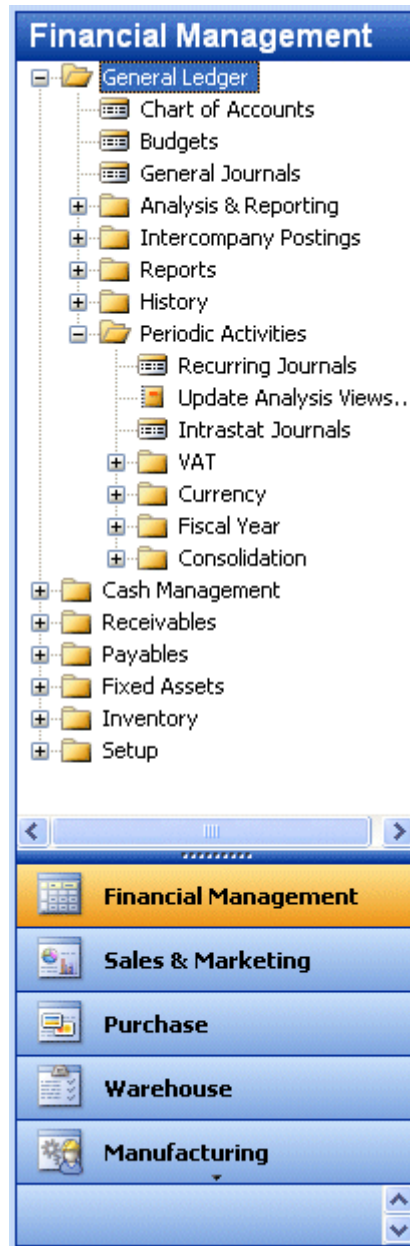 Financial Management
General Ledger
Chart of Accounts
Budgets
General Journals
Analysis & Reporting
Intercompany Postings
Reports
History
Periodic Activities
Recurring Journals
Update Analysis Views..
Intrastat Journals
VAT
Currency
Fiscal Year
Consolidation
Cash Management
Receivables
Payables
Fixed Assets
Inventory
Setup
Financial Management
Sales & Marketing
Purchase
Warehouse
Manufacturing